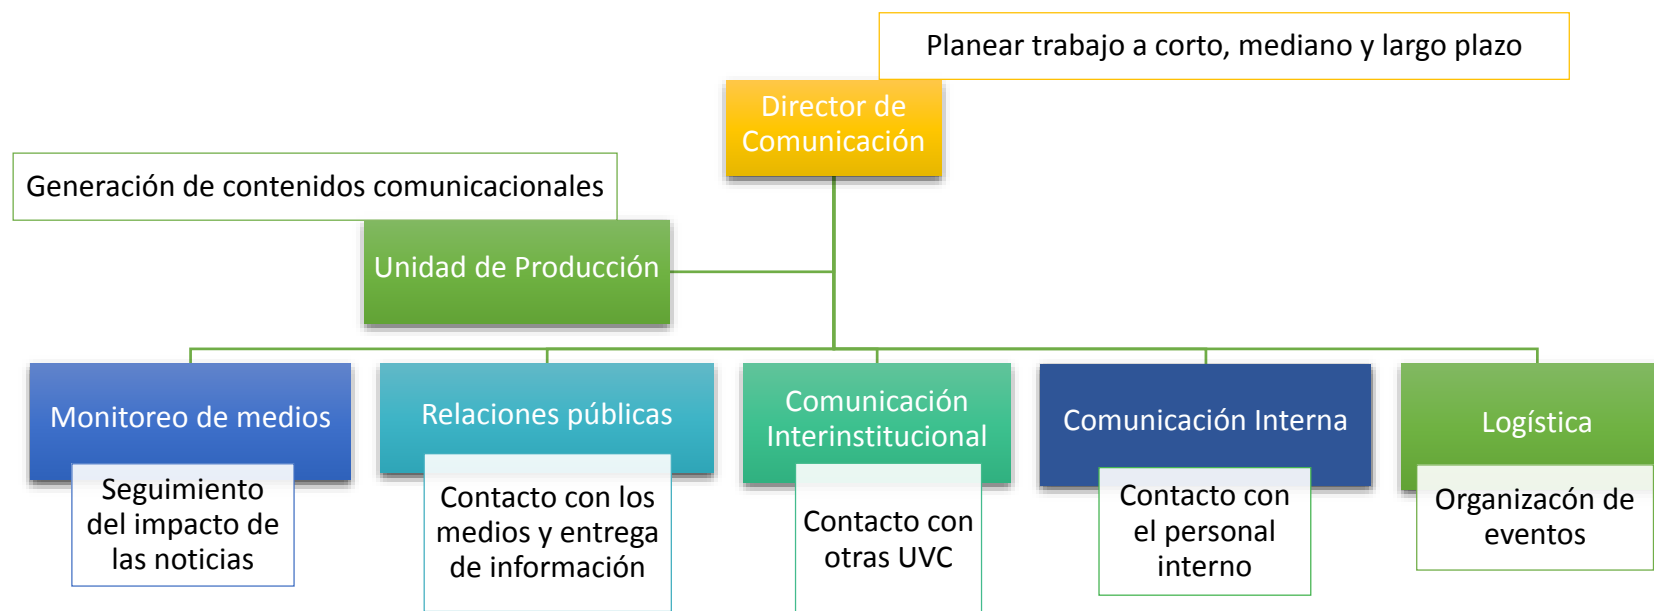 Planear trabajo a corto, mediano y largo plazo
Director de
Comunicación
Generación de contenidos comunicacionales
Unidad de Producción
Monitoreo de medios
Seguimiento
del impacto de
las noticias
Relaciones públicas
Contacto con los
medios y entrega
de información
Comunicación
Interinstitucional
Contacto con
otras UVC
Comunicación Interna
Contacto con
el personal
interno
Logística
Organizacón de
eventos